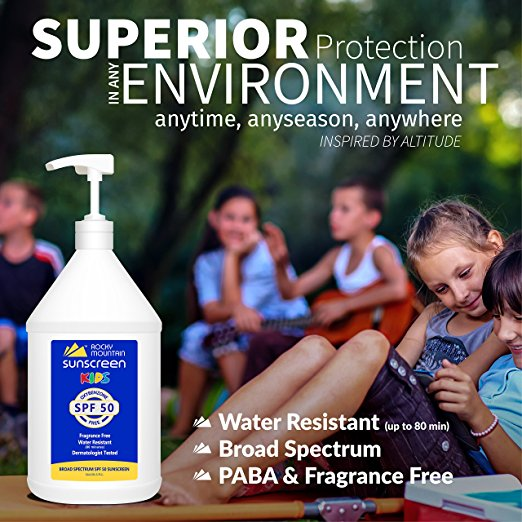 SUPERIOR Protection
IN ANY ENVIRONMENT
anytime, anyseason, anywhere
INSPIRED BY ALTITUDE
ROCKY
MOUNTAIN
sunscreen
KIDS
OXYBENZONE
SPF 50
FREE
Fragrance Free
Water Resistant
Dermatologist Tested
BROAD SPECTRUM SPF 50 SUNSCREEN
Water Resistant (up to 80 min)
Broad Spectrum
PABA & Fragrance Free